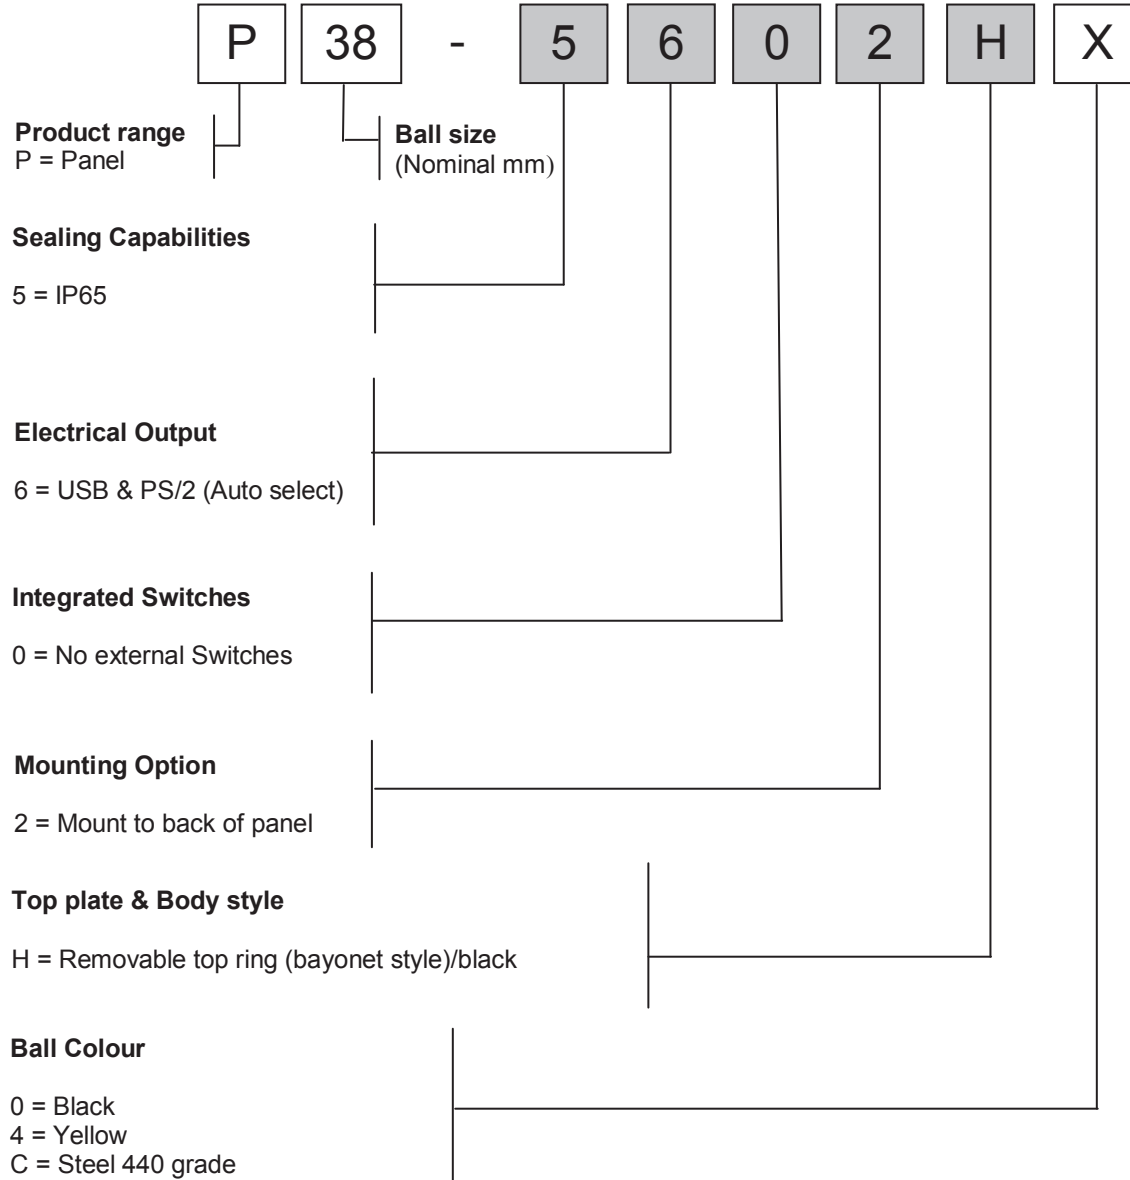 P 38 - 5 6 0 2 H X
Product range
P = Panel
Ball size
(Nominal mm)
Sealing Capabilities
5 = IP65
Electrical Output
6 = USB & PS/2 (Auto select)
Integrated Switches
0 = No external Switches
Mounting Option
2 = Mount to back of panel
Top plate & Body style
H = Removable top ring (bayonet style)/black
Ball Colour
0 = Black
4 = Yellow
C = Steel 440 grade